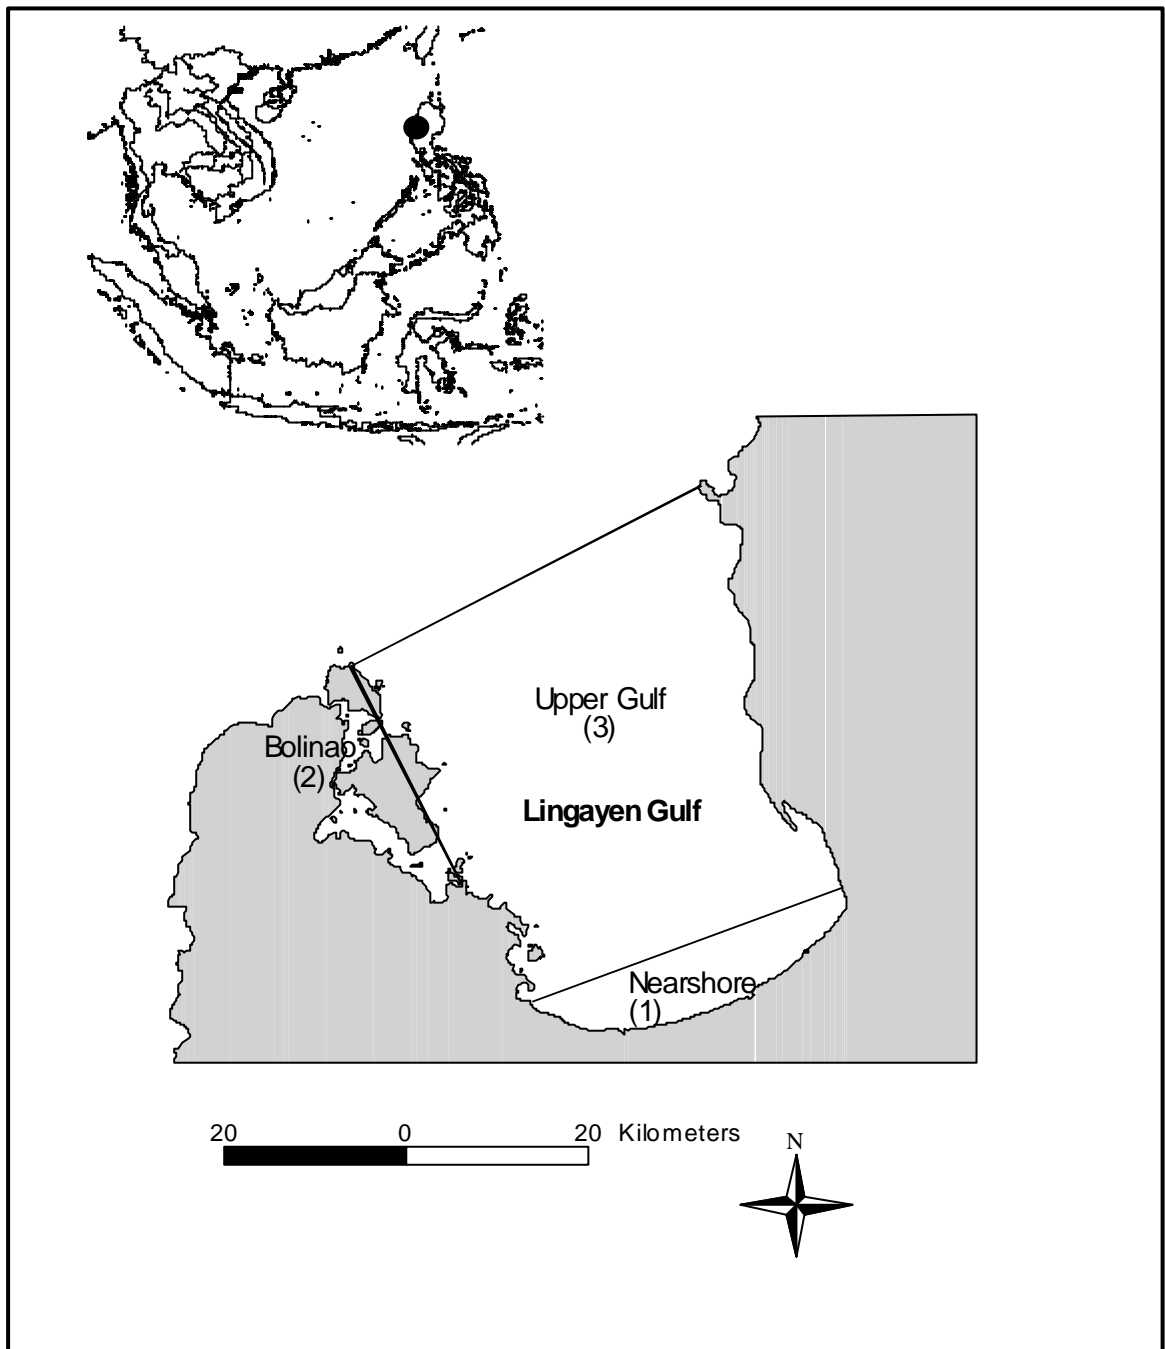 Upper Gulf
(3)
Bolinao
(2)
Lingayen Gulf
Nearshore
(1)
20 0 20 Kilometers
N